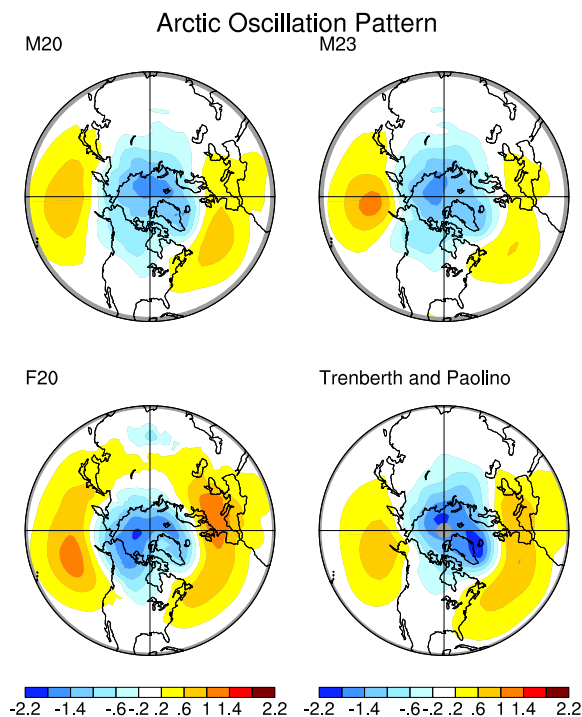 Arctic Oscillation Pattern
M20 M23
F20 Trenberth and Paolino
-2.2 -1.4 -.6 -.2 .2 .6 1 1.4 2.2 -2.2 -1.4 -.6 -.2 .2 .6 1 1.4 2.2